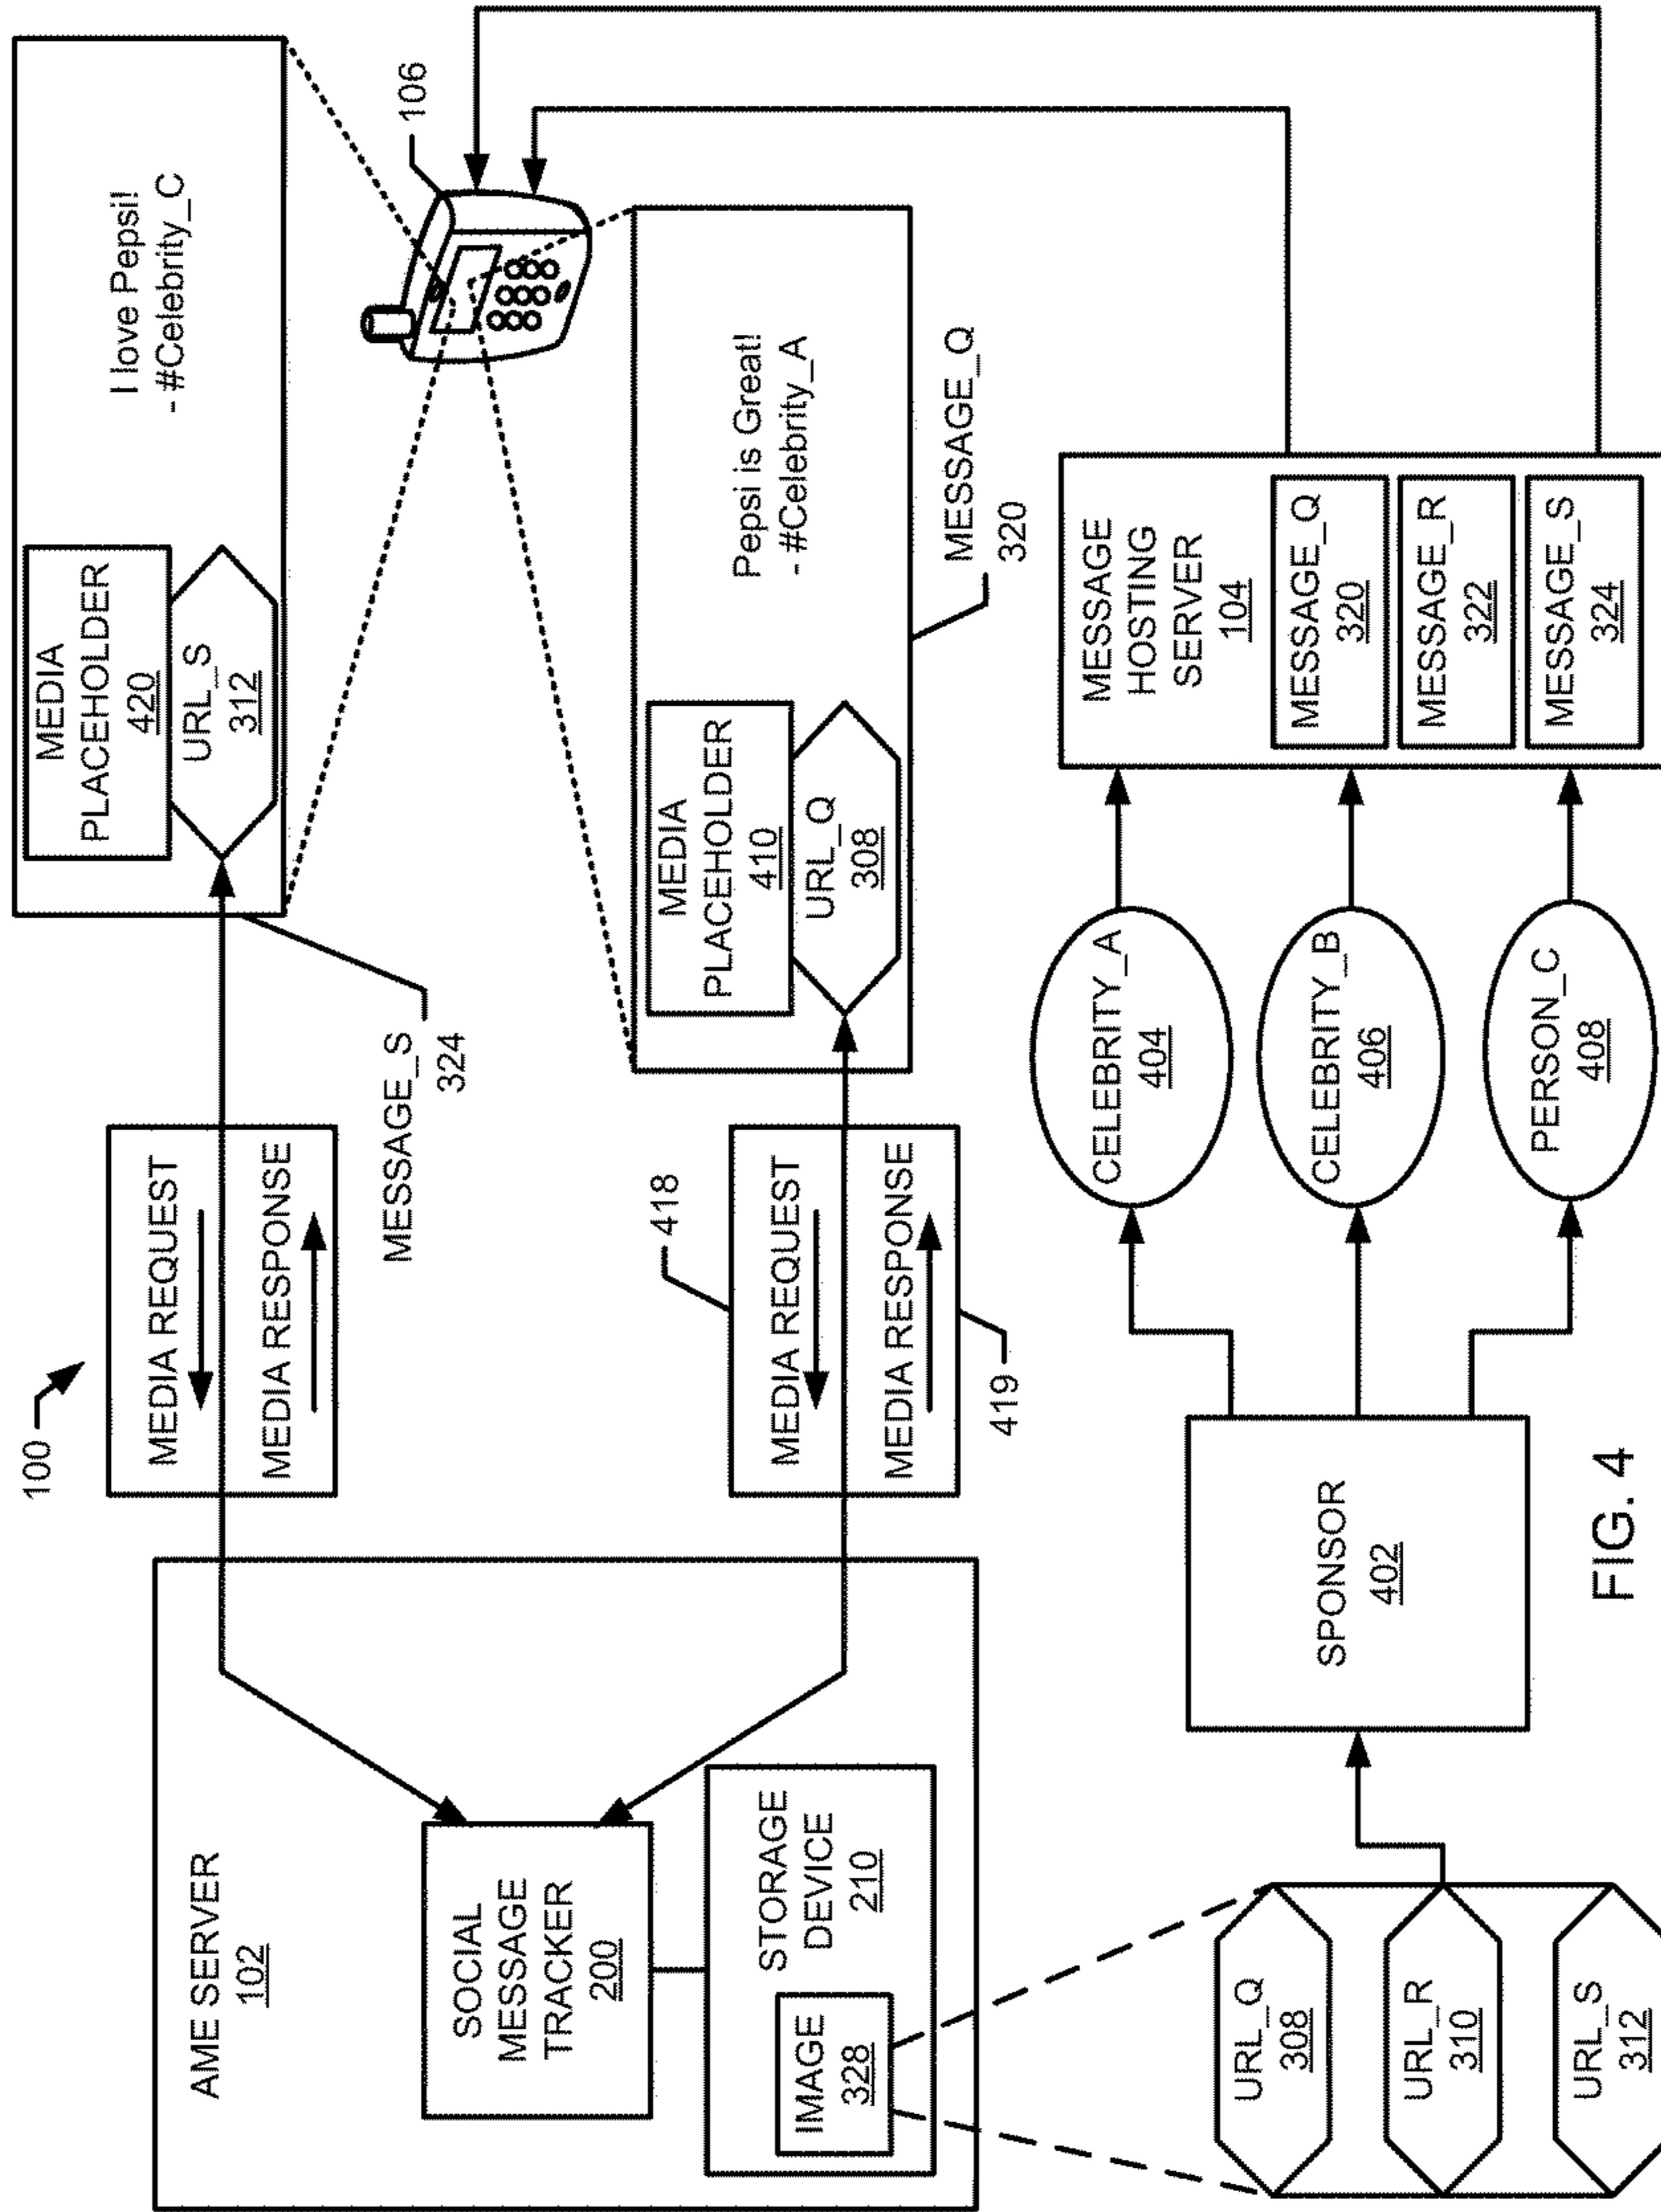 100
AME SERVER
102
SOCIAL
MESSAGE
TRACKER
200
STORAGE
DEVICE
210
IMAGE
328
MEDIA REQUEST
MEDIA RESPONSE
MESSAGE_S
324
MEDIA
PLACEHOLDER
420
URL_S
312
I love Pepsi!
- #Celebrity_C
106
418
MEDIA REQUEST
MEDIA RESPONSE
419
MEDIA
PLACEHOLDER
410
URL_Q
308
Pepsi is Great!
- #Celebrity_A
MESSAGE_Q
320
URL_Q
308
URL_R
310
URL_S
312
SPONSOR
402
CELEBRITY_A
404
CELEBRITY_B
406
PERSON_C
408
MESSAGE
HOSTING
SERVER
104
MESSAGE_Q
320
MESSAGE_R
322
MESSAGE_S
324
FIG. 4